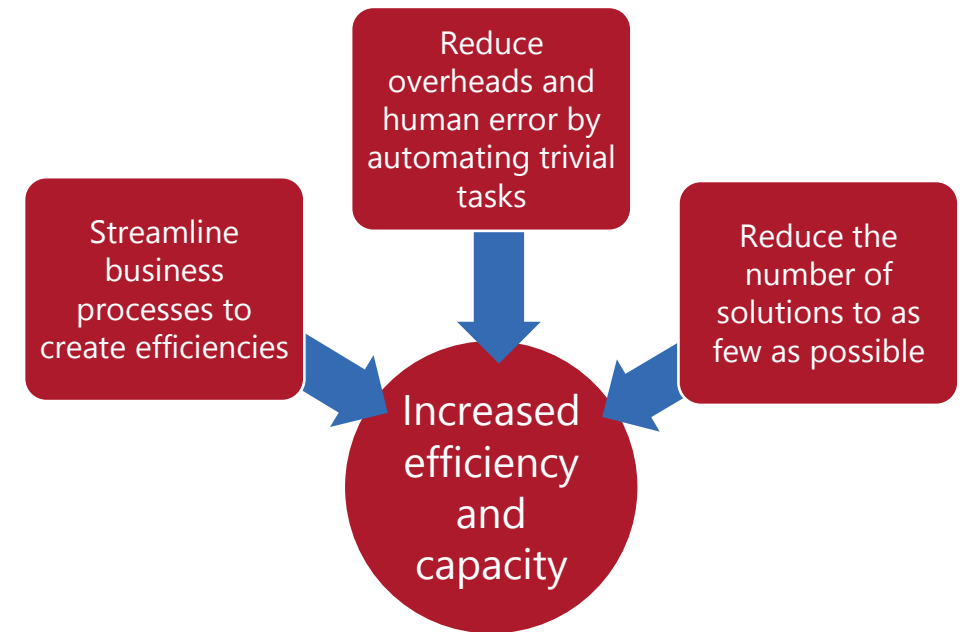 Streamline
business
processes to
create efficiencies
Reduce
overheads and
human error by
automating trivial
tasks
Reduce the
number of
solutions to as
few as possible
Increased
efficiency
and
capacity